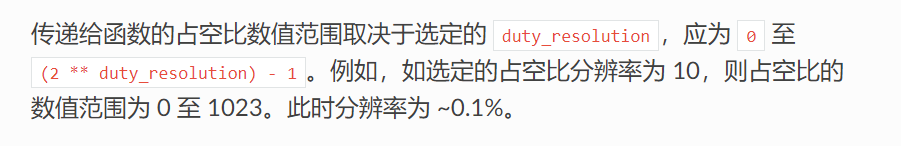 传递给函数的占空比数值范围取决于选定的 duty_resolution，应为 0 至
(2 ** duty_resolution) - 1。例如，如选定的占空比分辨率为 10，则占空比的
数值范围为 0 至 1023。此时分辨率为 ~0.1%。